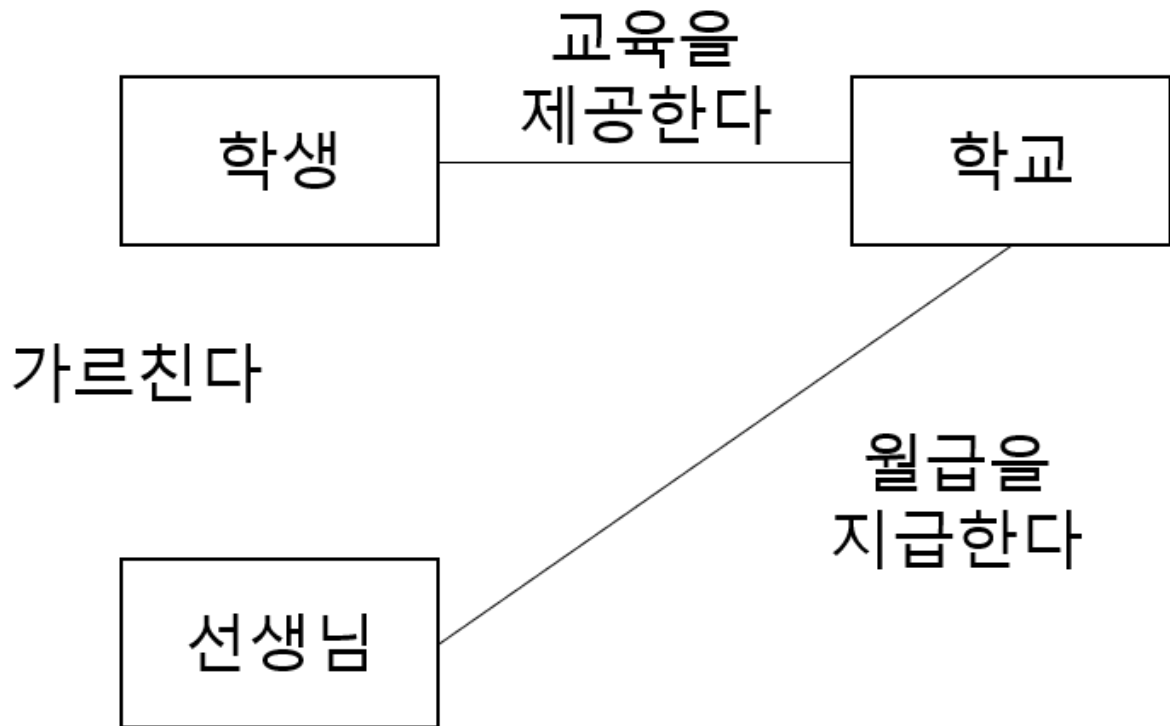 교육을
제공한다
학생
학교
가르친다
월급을
지급한다
선생님